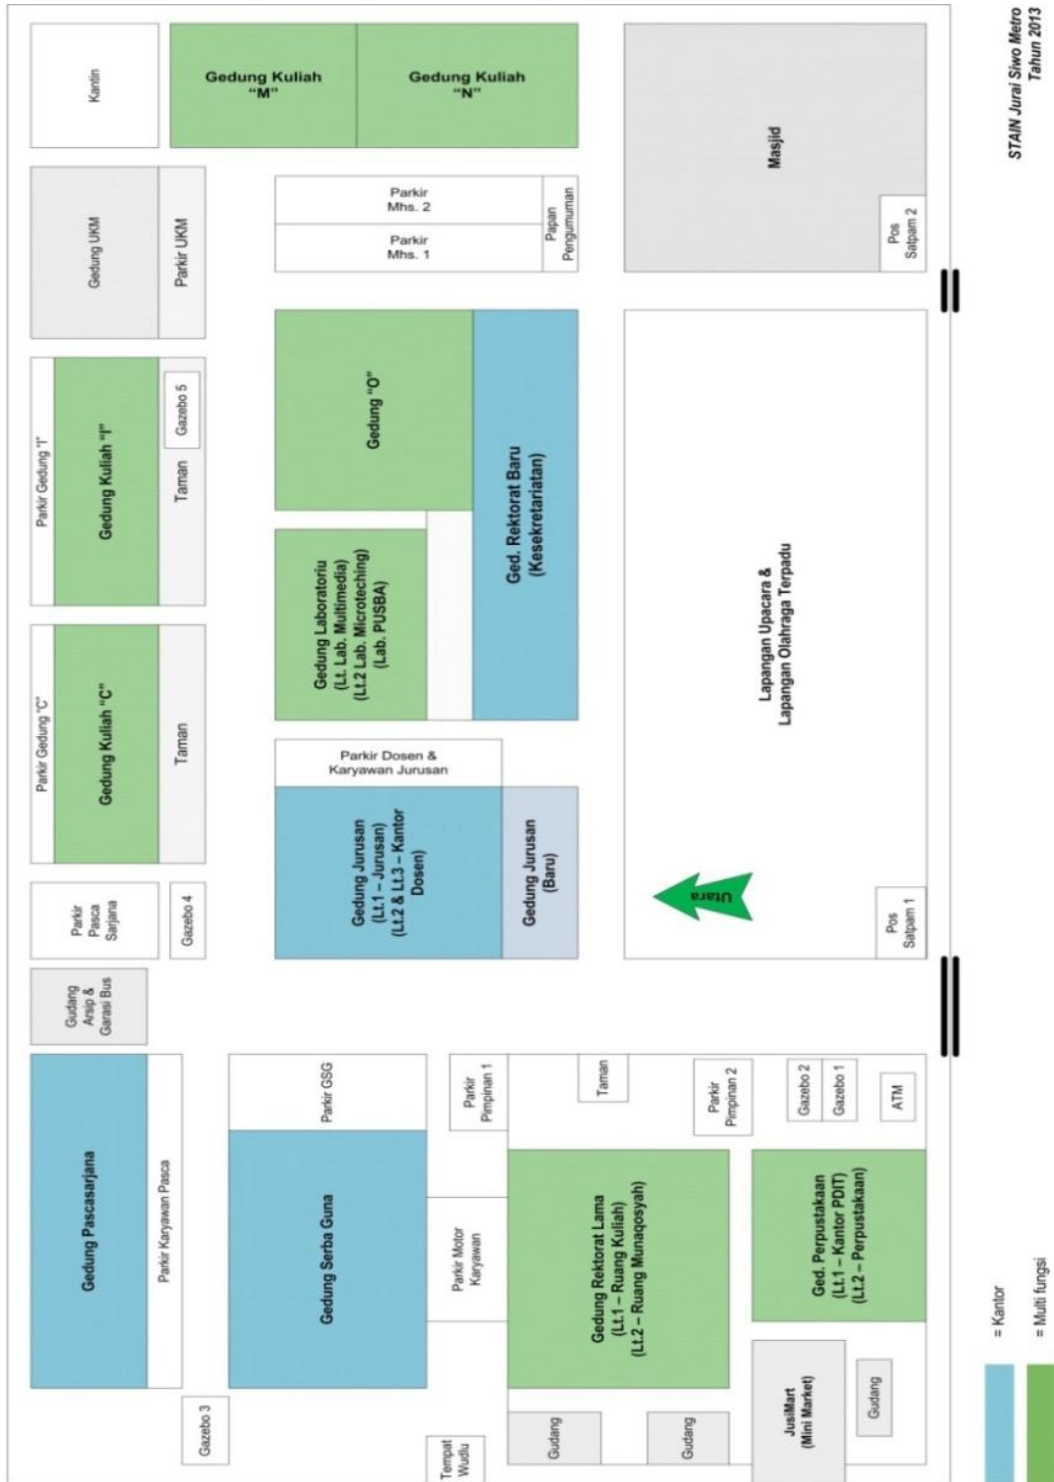 STAIN Jurai Siwo Metro
Tahun 2013
Kantin
Gedung Kuliah
“M”
Gedung Kuliah
“N”
Masjid
Gedung UKM
Parkir UKM
Parkir
Mhs. 2
Parkir
Mhs. 1
Papan
Pengumuman
Pos
Satpam 2
Parkir Gedung “I”
Gedung Kuliah “I”
Gazebo 5
Taman
Gedung “O”
Ged. Rektorat Baru
(Kesekretariatan)
Gedung Laboratoriu
(Lt. Lab. Multimedia)
(Lt.2 Lab. Microteching)
(Lab. PUSBA)
Lapangan Upacara &
Lapangan Olahraga Terpadu
Parkir Gedung “C”
Gedung Kuliah “C”
Taman
Parkir Dosen &
Karyawan Jurusan
Gedung Jurusan
(Lt.1 – Jurusan)
(Lt.2 & Lt.3 – Kantor
Dosen)
Gedung Jurusan
(Baru)
Utara
Pos
Satpam 1
Parkir
Pasca
Sarjana
Gazebo 4
Gudang
Arsip &
Garasi Bus
Gedung Pascasarjana
Parkir Karyawan Pasca
Parkir GSG
Gedung Serba Guna
Parkir
Pimpinan 1
Parkir Motor
Karyawan
Taman
Parkir
Pimpinan 2
Gazebo 2
Gazebo 1
ATM
Gedung Rektorat Lama
(Lt.1 – Ruang Kuliah)
(Lt.2 – Ruang Munaqosyah)
Ged. Perpustakaan
(Lt.1 – Kantor PDIT)
(Lt.2 – Perpustakaan)
Gazebo 3
Tempat
Wudlu
Gudang
Gudang
JusiMart
(Mini Market)
Gudang
= Kantor
= Multi fungsi